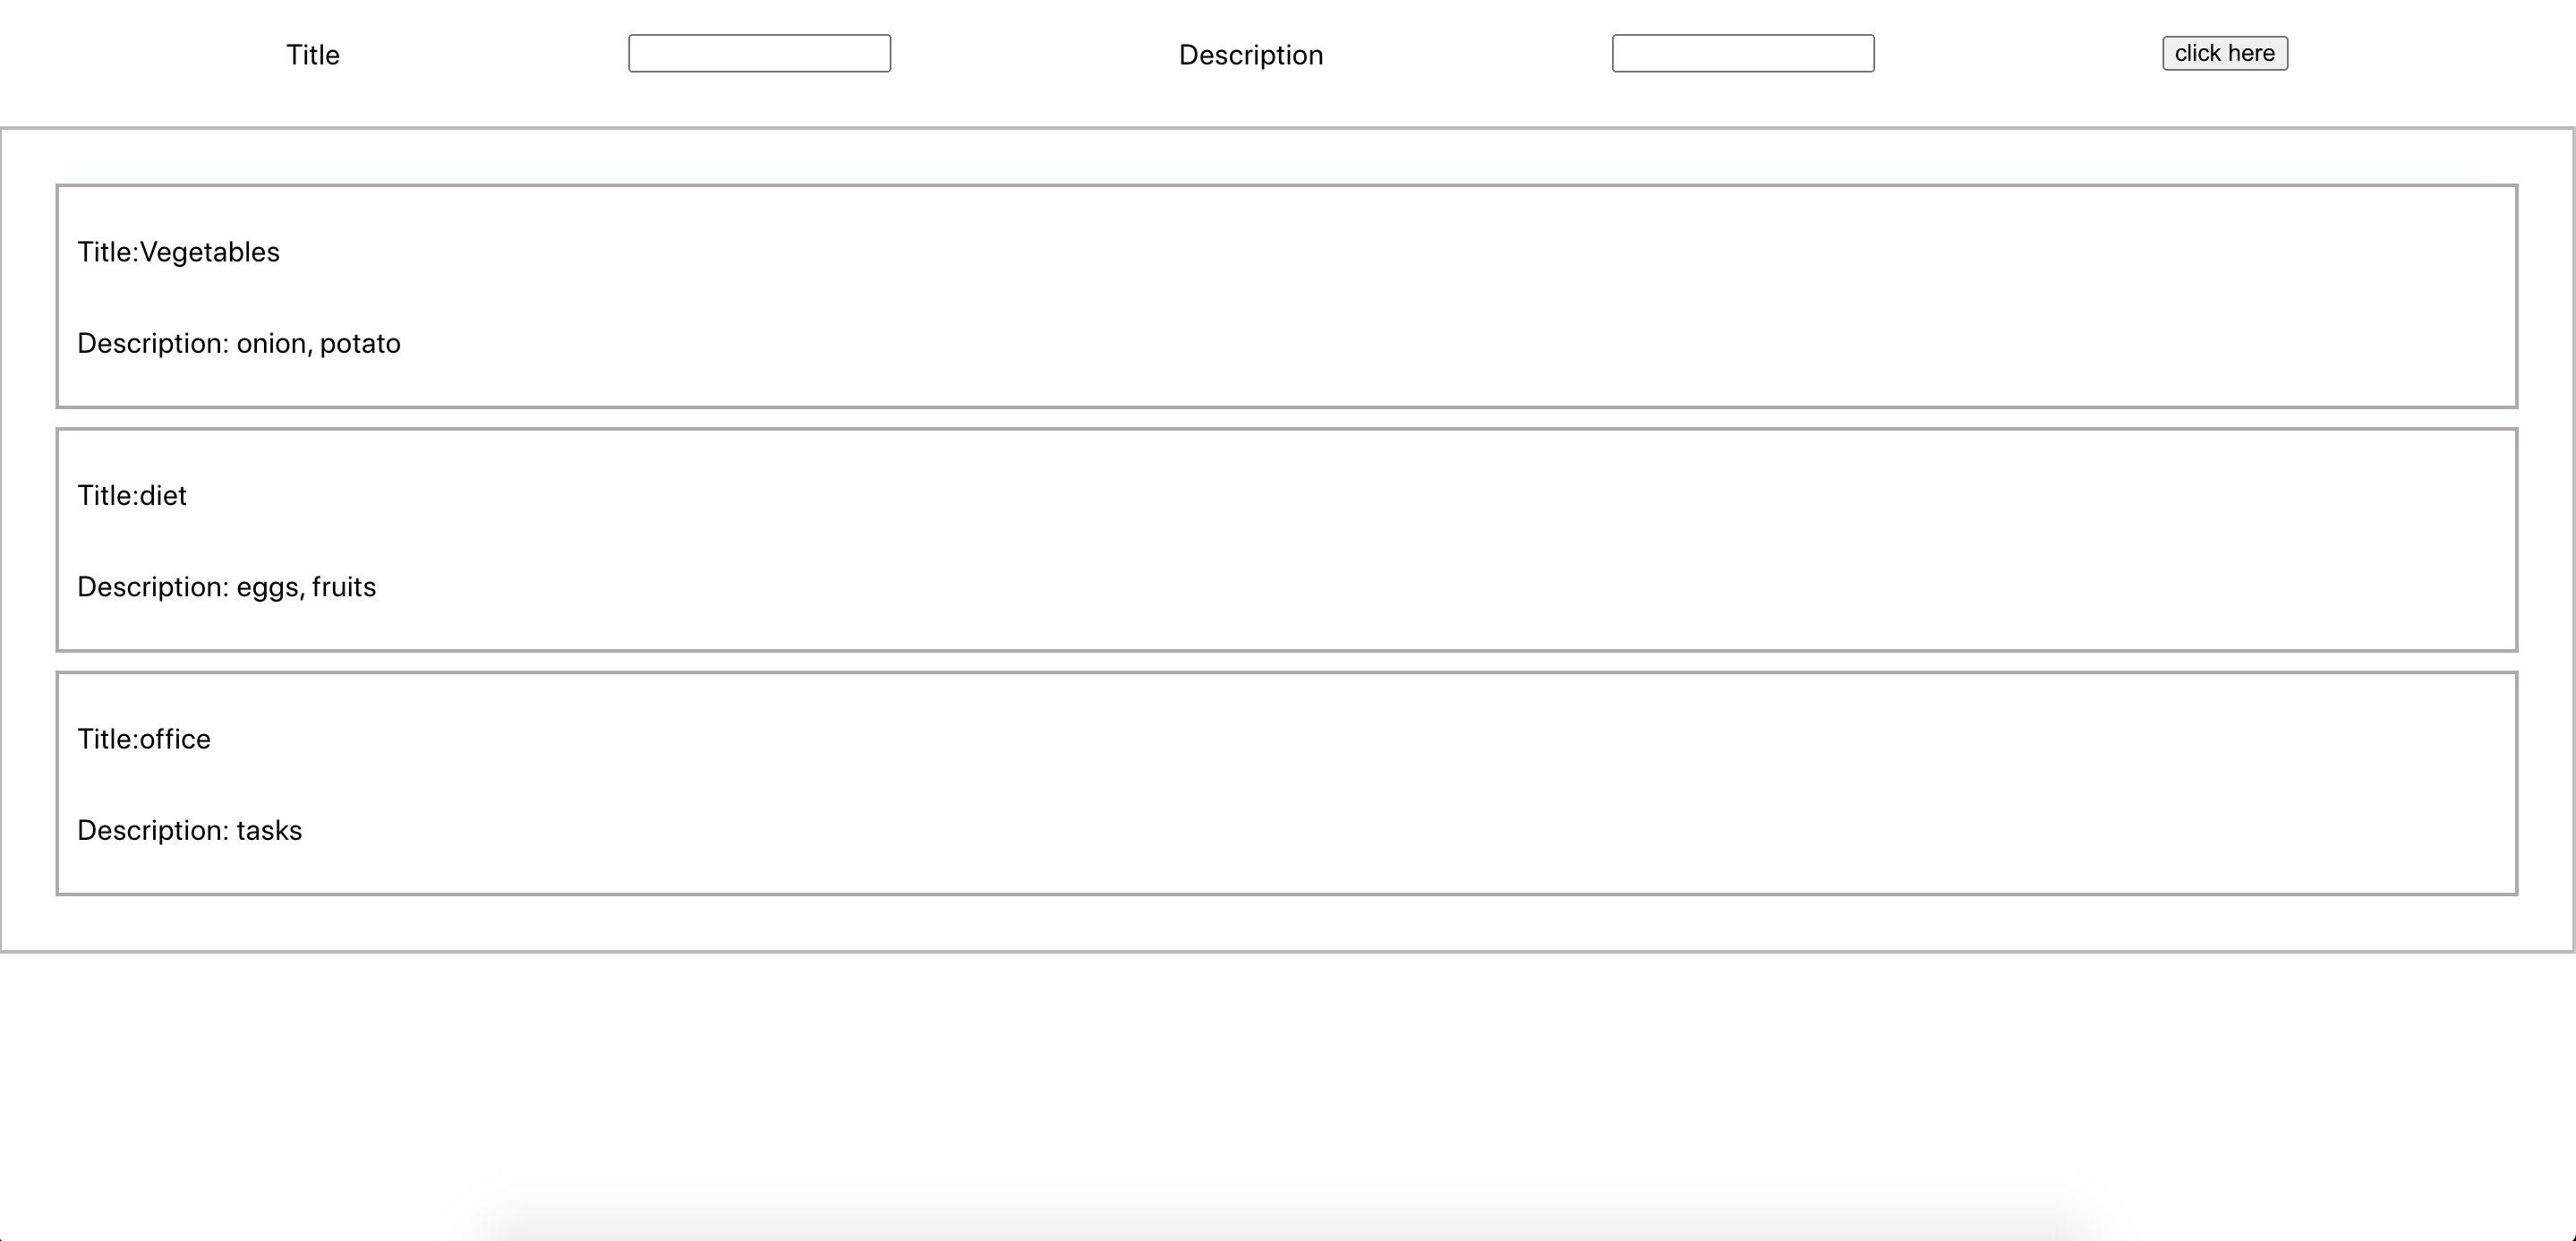 Title Description click here
Title:Vegetables
Description: onion, potato
Title:diet
Description: eggs, fruits
Title:office
Description: tasks